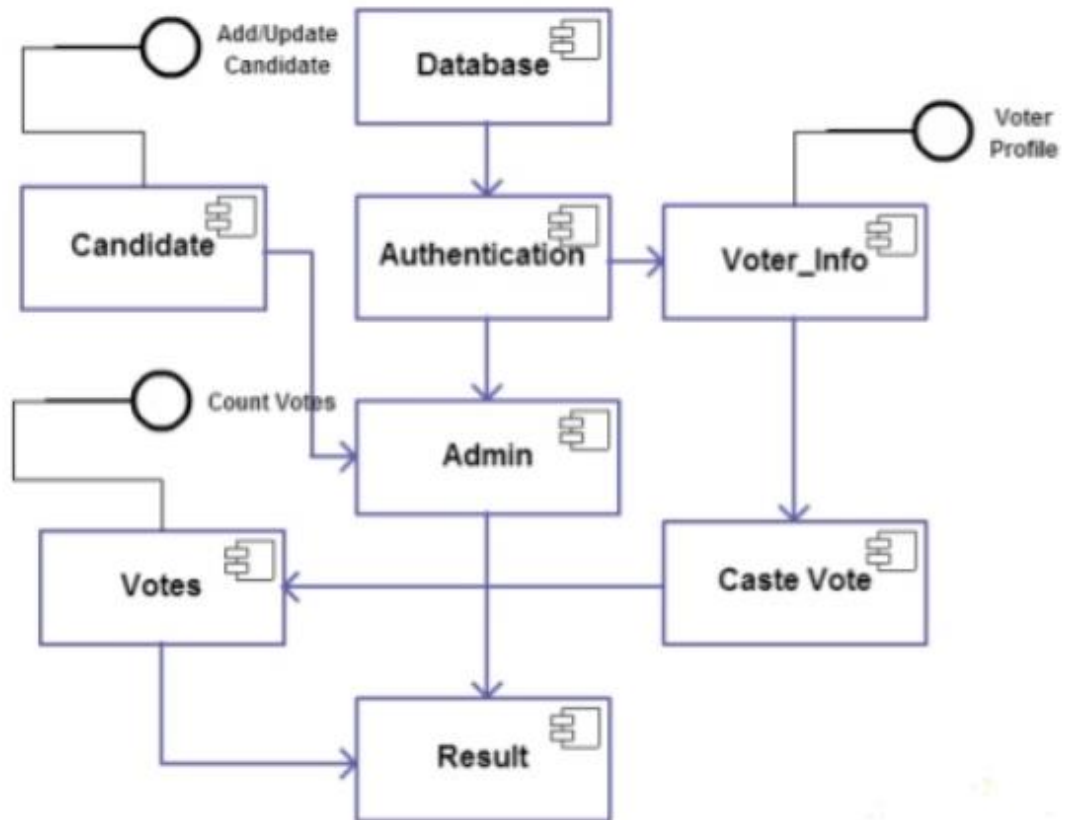 Add/Update
Candidate
Database
Voter
Profile
Candidate
Authentication
Voter_Info
Count Votes
Admin
Votes
Caste Vote
Result